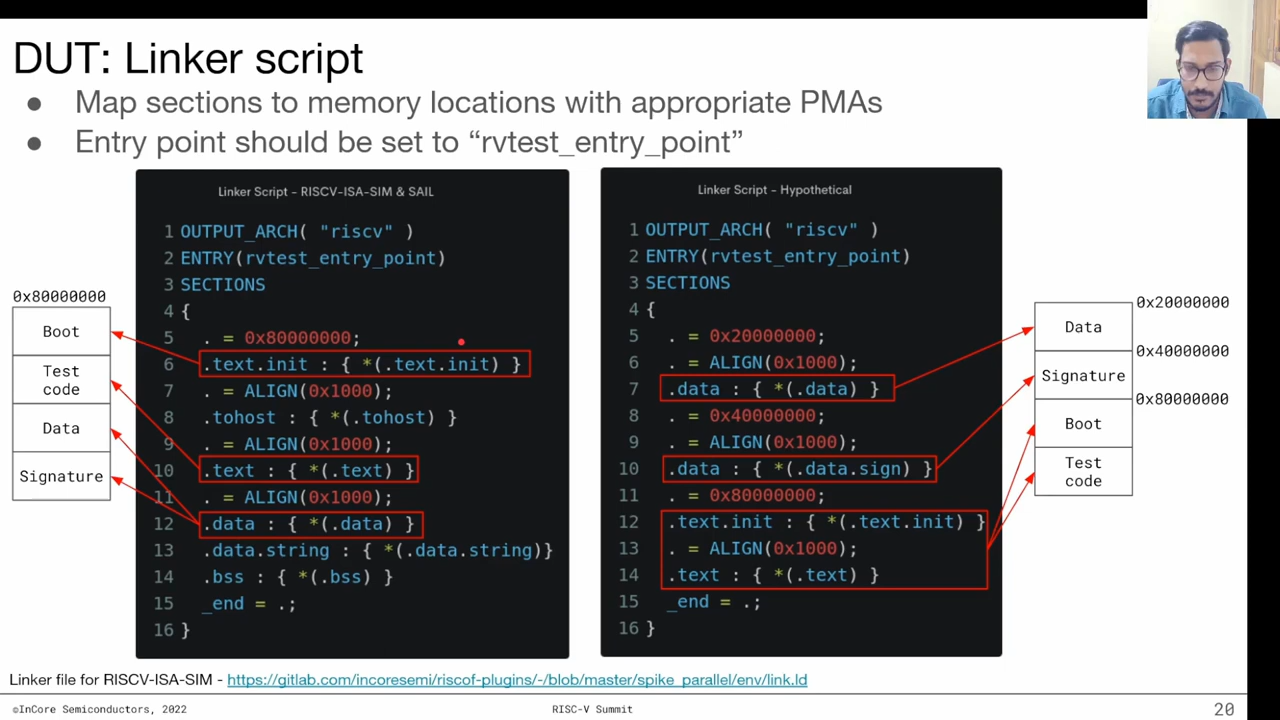 DUT: Linker script
● Map sections to memory locations with appropriate PMAs
● Entry point should be set to “rvtest_entry_point”
0x80000000
Boot
Test
code
Data
Signature
Linker Script - RISCV-ISA-SIM & SAIL
1 OUTPUT_ARCH( "riscv" )
2 ENTRY(rvtest_entry_point)
3 SECTIONS
4 {
5 . = 0x80000000;
6 .text.init : { *(.text.init) }
7 . = ALIGN(0x1000);
8 .tohost : { *(.tohost) }
9 . = ALIGN(0x1000);
10 .text : { *(.text) }
11 . = ALIGN(0x1000);
12 .data : { *(.data) }
13 .data.string : { *(.data.string)}
14 .bss : { *(.bss) }
15 _end = .;
16 }
Linker Script - Hypothetical
1 OUTPUT_ARCH( "riscv" )
2 ENTRY(rvtest_entry_point)
3 SECTIONS
4 {
5 . = 0x20000000;
6 . = ALIGN(0x1000);
7 .data : { *(.data) }
8 . = 0x40000000;
9 . = ALIGN(0x1000);
10 .data : { *(.data.sign) }
11 . = 0x80000000;
12 .text.init : { *(.text.init) }
13 . = ALIGN(0x1000);
14 .text : { *(.text) }
15 _end = .;
16 }
0x20000000
Data
0x40000000
Signature
0x80000000
Boot
Test
code
Linker file for RISCV-ISA-SIM - https://gitlab.com/incoresemi/riscof-plugins/-/blob/master/spike_parallel/env/link.ld
©InCore Semiconductors, 2022
RISC-V Summit
20